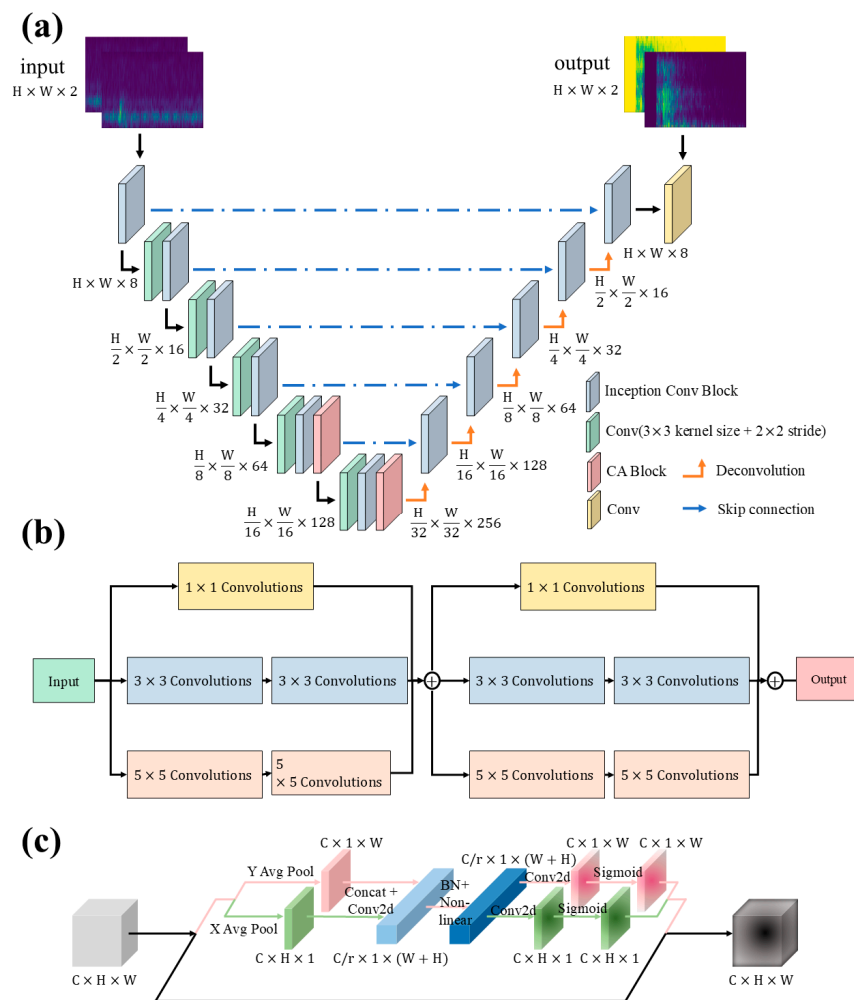 (a)
input
H × W × 2
output
H × W × 2
H × W × 8
H/2 × W/2 × 16
H/4 × W/4 × 32
H/8 × W/8 × 64
H/16 × W/16 × 128
H/32 × W/32 × 256
H/16 × W/16 × 128
H/8 × W/8 × 64
H/4 × W/4 × 32
H/2 × W/2 × 16
H × W × 8
Inception Conv Block
Conv(3×3 kernel size + 2×2 stride)
CA Block
Deconvolution
Conv
Skip connection
(b)
1 × 1 Convolutions
1 × 1 Convolutions
Input
3 × 3 Convolutions
3 × 3 Convolutions
+
3 × 3 Convolutions
3 × 3 Convolutions
+
Output
5 × 5 Convolutions
5
× 5 Convolutions
5 × 5 Convolutions
5 × 5 Convolutions
(c)
C × 1 × W
C/r × 1 × (W + H)
C × 1 × W
C × 1 × W
Y Avg Pool
Concat +
Conv2d
BN+
Non-
linear
Conv2d
Sigmoid
X Avg Pool
Conv2d
Sigmoid
C × H × 1
C/r × 1 × (W + H)
C × H × 1
C × H × 1
C × H × W
C × H × W